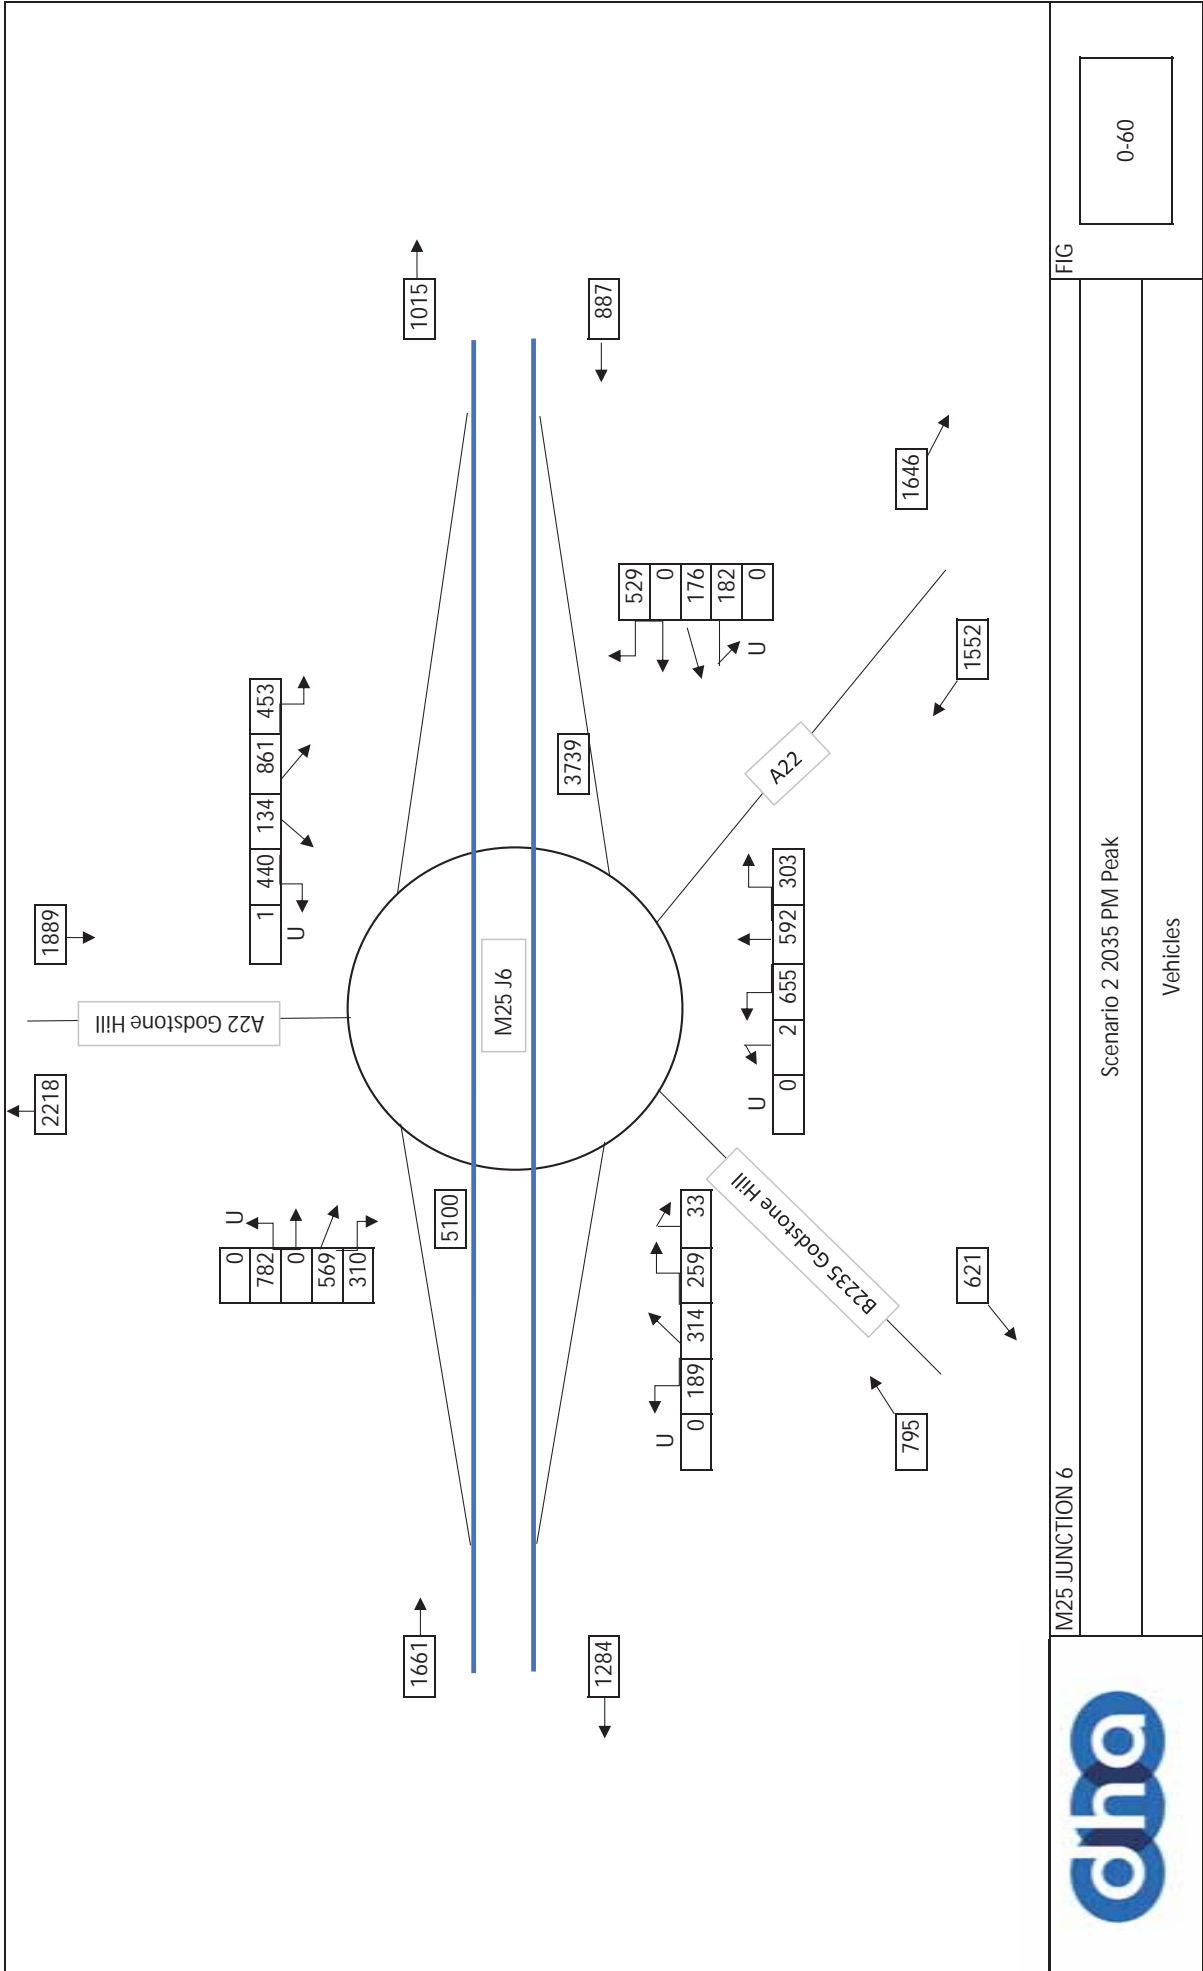 2218
1889
A22 Godstone Hill
1 440 134 861 453
U
0
782
0
569
310
U
1661
1015
5100
M25 J6
3739
1284
887
529
0
176
182
0
U
0 189 314 259 33
U
0 2 655 592 303
U
A22
B2235 Godstone Hill
795
621
1552
1646
dha
M25 JUNCTION 6
Scenario 2 2035 PM Peak
Vehicles
FIG
0-60